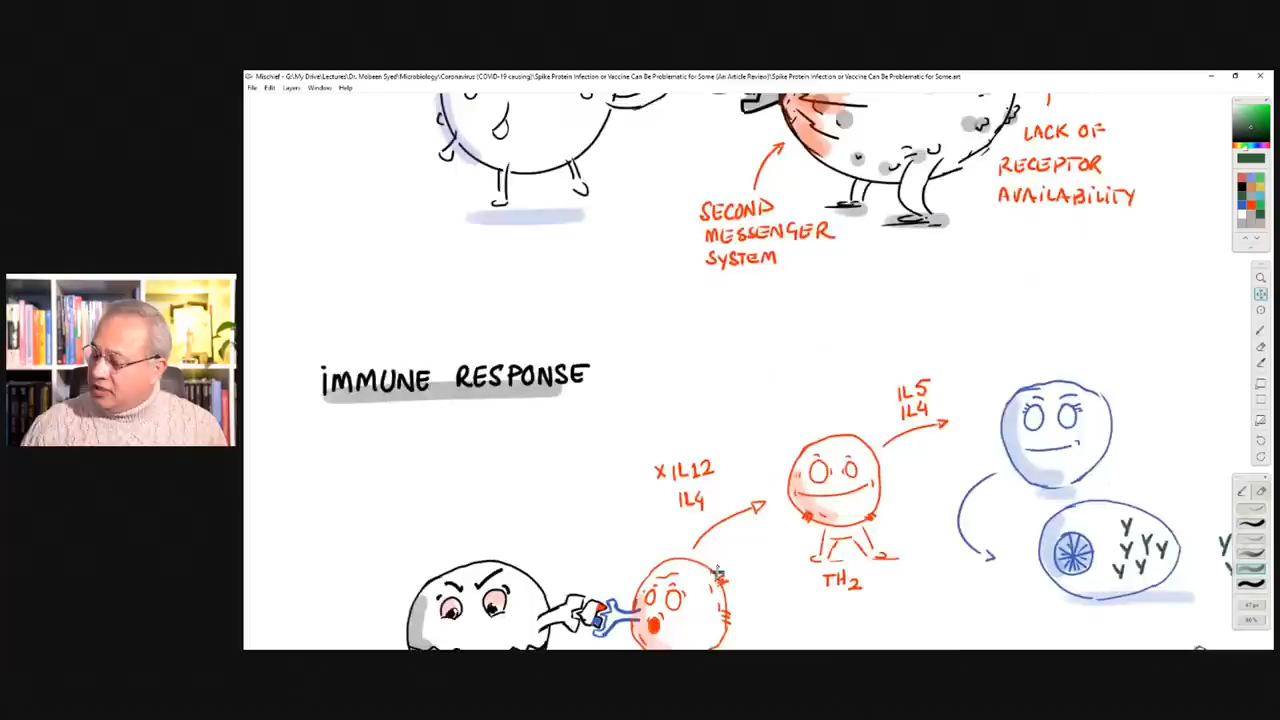 Mischief - G:\My Drive\Lectures\Dr. Mobeen Syed\Microbiology\Coronavirus (COVID-19 causing)\Spike Protein Infection or Vaccine Can Be Problematic for Some (An Article Review)\Spike Protein Infection or Vaccine Can Be Problematic for Some.art
File Edit Layers Window Help
LACK OF
RECEPTOR
AVAILABILITY
SECOND
MESSENGER
SYSTEM
IMMUNE RESPONSE
IL5
IL4
X IL12
IL4
TH2
Y Y Y Y Y Y